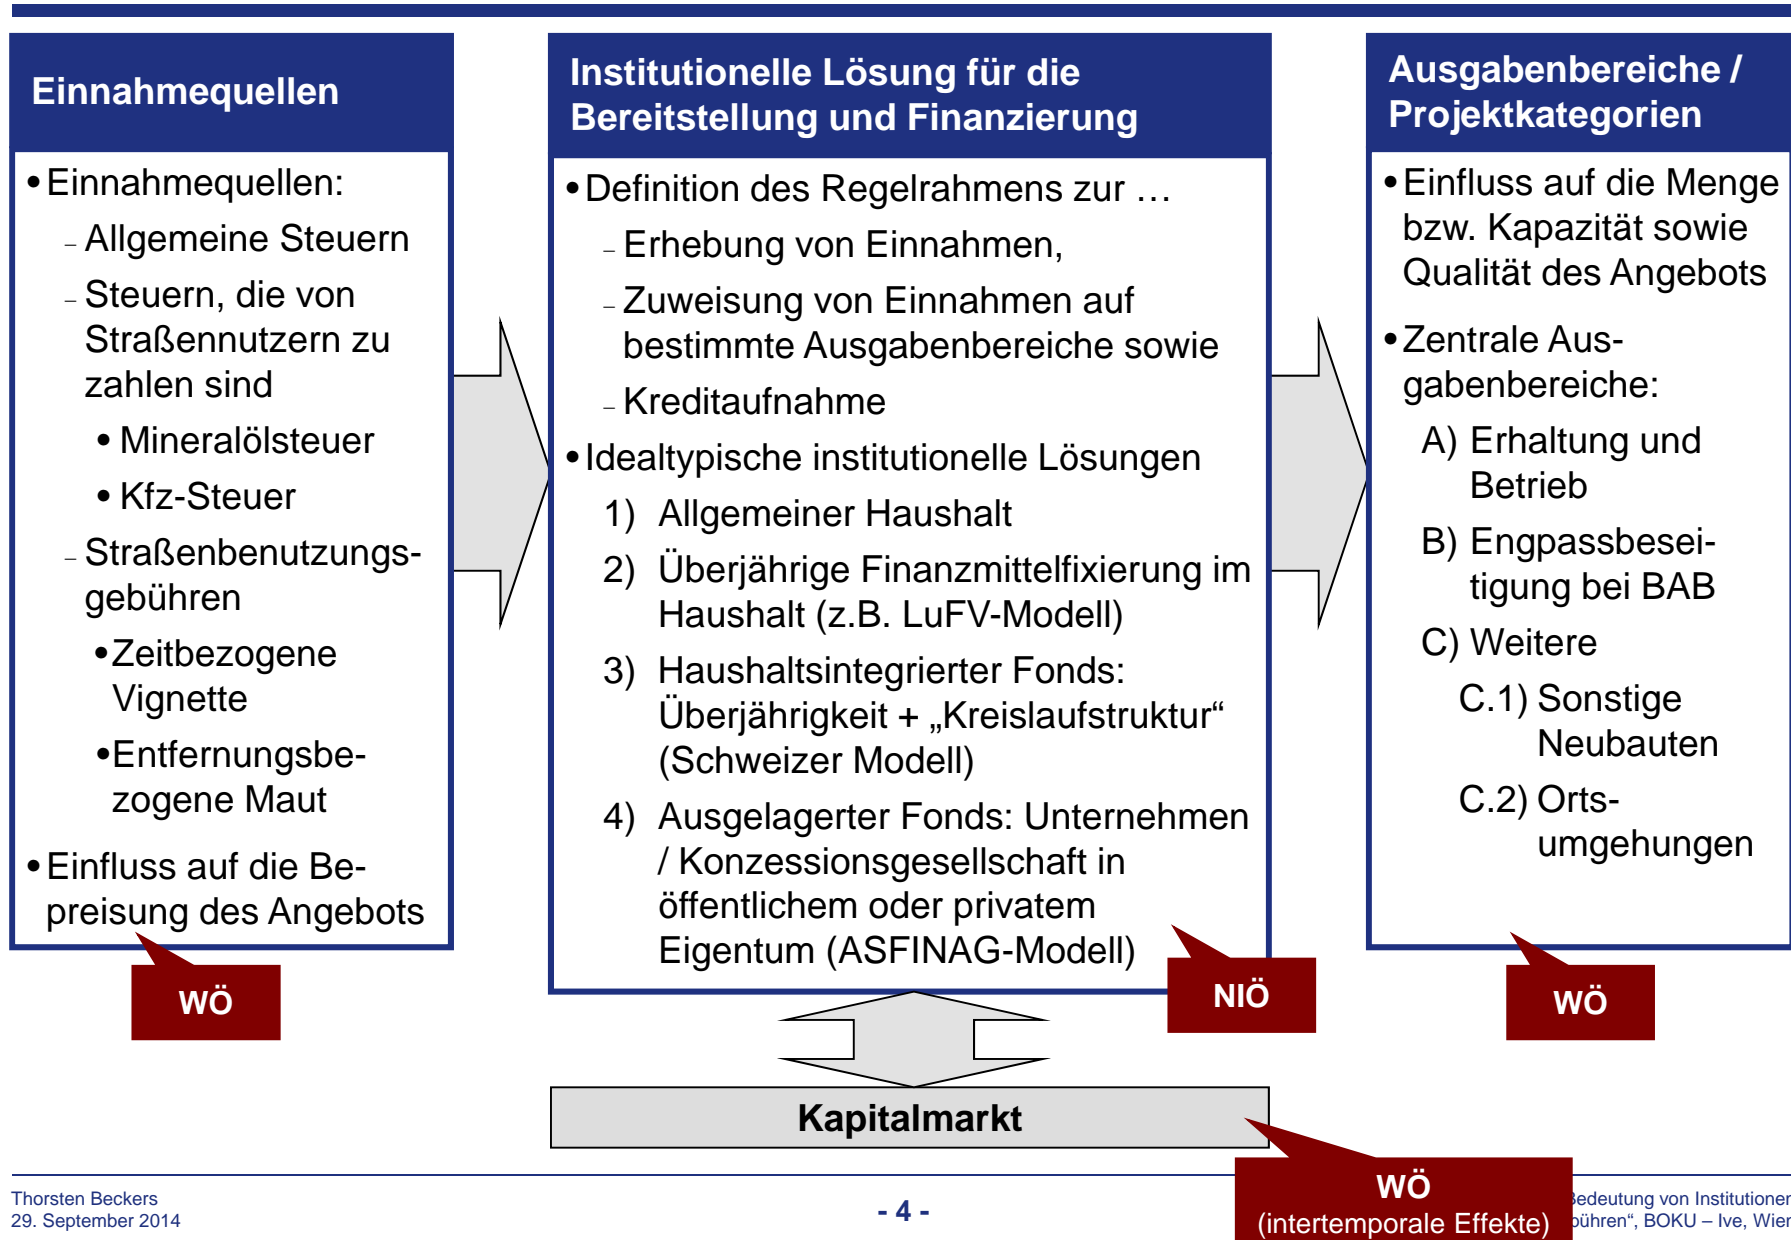 Einnahmequellen
• Einnahmequellen:
– Allgemeine Steuern
– Steuern, die von
Straßennutzern zu
zahlen sind
• Mineralölsteuer
• Kfz-Steuer
– Straßenbenutzungs-
gebühren
• Zeitbezogene
Vignette
• Entfernungsbe-
zogene Maut
• Einfluss auf die Be-
preisung des Angebots
WÖ
Institutionelle Lösung für die
Bereitstellung und Finanzierung
• Definition des Regelrahmens zur …
– Erhebung von Einnahmen,
– Zuweisung von Einnahmen auf
bestimmte Ausgabenbereiche sowie
– Kreditaufnahme
• Idealtypische institutionelle Lösungen
1) Allgemeiner Haushalt
2) Überjährige Finanzmittelfixierung im
Haushalt (z.B. LuFV-Modell)
3) Haushaltsintegrierter Fonds:
Überjährigkeit + „Kreislaufstruktur“
(Schweizer Modell)
4) Ausgelagerter Fonds: Unternehmen
/ Konzessionsgesellschaft in
öffentlichem oder privatem
Eigentum (ASFINAG-Modell)
NIÖ
Ausgabenbereiche /
Projektkategorien
• Einfluss auf die Menge
bzw. Kapazität sowie
Qualität des Angebots
• Zentrale Aus-
gabenbereiche:
A) Erhaltung und
Betrieb
B) Engpassbesei-
tigung bei BAB
C) Weitere
C.1) Sonstige
Neubauten
C.2) Orts-
umgehungen
WÖ
Kapitalmarkt
WÖ
(intertemporale Effekte)
Thorsten Beckers
29. September 2014
- 4 -
von Institutionen
BOKU – Ive, Wien